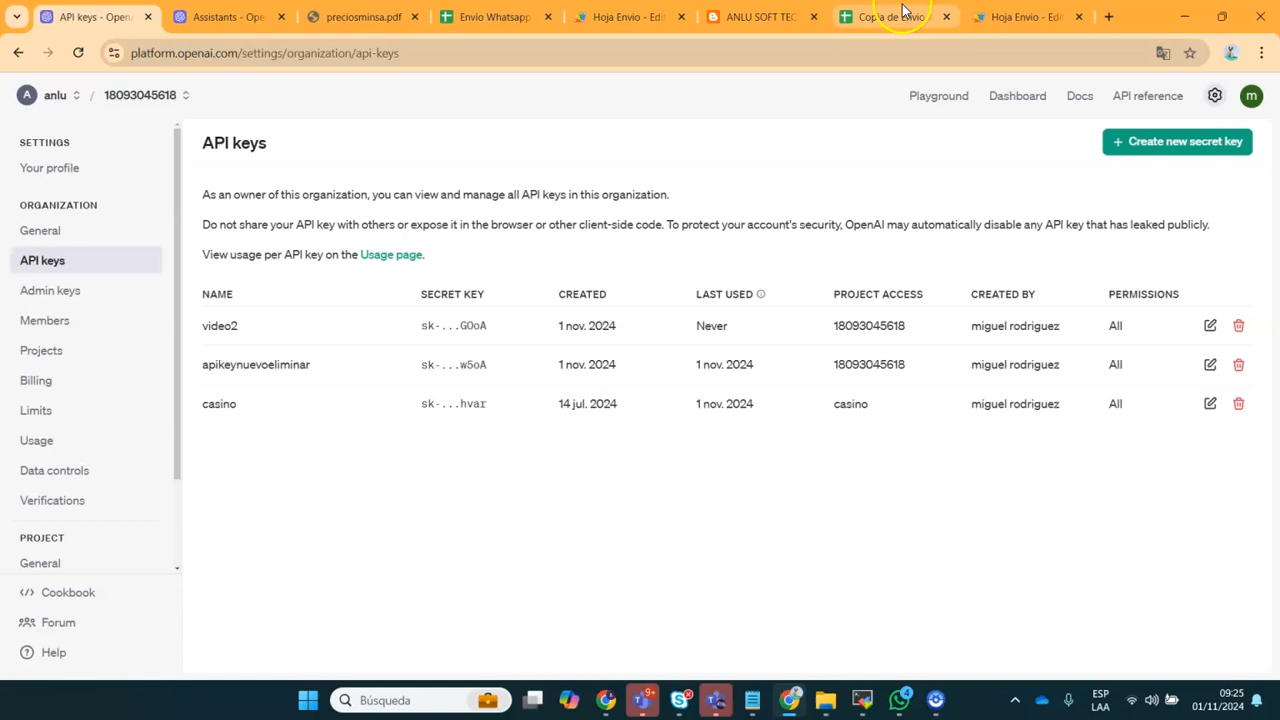 API keys - Open
Assistants - Ope
preciosminsa.pdf
Envio Whatsapp
Hoja Envio - Edit
ANLU SOFT TEC
Copia de Envio
Hoja Envio - Edit
platform.openai.com/settings/organization/api-keys
A anlu / 18093045618
Playground Dashboard Docs API reference m
SETTINGS
Your profile
ORGANIZATION
General
API keys
Admin keys
Members
Projects
Billing
Limits
Usage
Data controls
Verifications
PROJECT
General
Cookbook
Forum
Help
API keys
+ Create new secret key
As an owner of this organization, you can view and manage all API keys in this organization.
Do not share your API key with others or expose it in the browser or other client-side code. To protect your account's security, OpenAI may automatically disable any API key that has leaked publicly.
View usage per API key on the Usage page.
NAME SECRET KEY CREATED LAST USED PROJECT ACCESS CREATED BY PERMISSIONS
video2 sk-...GOoA 1 nov. 2024 Never 18093045618 miguel rodriguez All
apikeynuevoeliminar sk-...w5oA 1 nov. 2024 1 nov. 2024 18093045618 miguel rodriguez All
casino sk-...hvar 14 jul. 2024 1 nov. 2024 casino miguel rodriguez All
Búsqueda
9+
4
ESP
LAA
09:25
01/11/2024